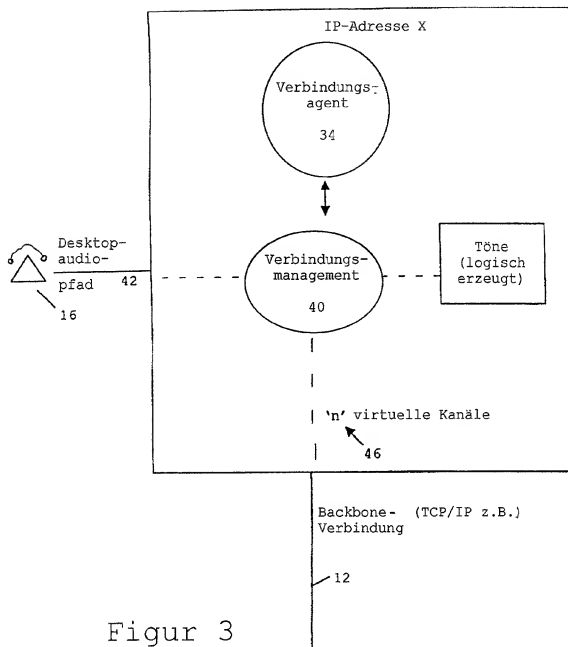 IP-Adresse X
Verbindungs-
agent
34
Desktop-
audio-
pfad 42
16
Verbindungs-
management
40
Töne
(logisch
erzeugt)
'n' virtuelle Kanäle
46
Backbone- (TCP/IP z.B.)
Verbindung
12
Figur 3